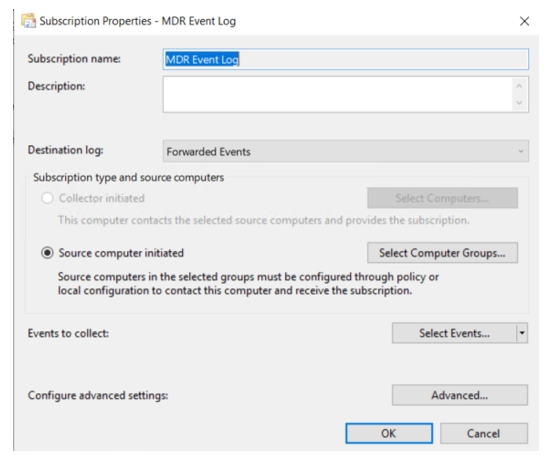 Subscription Properties - MDR Event Log
Subscription name: MDR Event Log
Description:
Destination log: Forwarded Events
Subscription type and source computers
Collector initiated Select Computers...
This computer contacts the selected source computers and provides the subscription.
Source computer initiated Select Computer Groups...
Source computers in the selected groups must be configured through policy or
local configuration to contact this computer and receive the subscription.
Events to collect: Select Events...
Configure advanced settings: Advanced...
OK Cancel